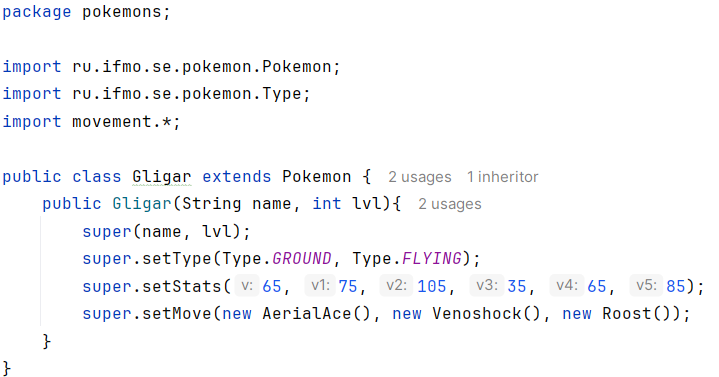 package pokemons;
import ru.ifmo.se.pokemon.Pokemon;
import ru.ifmo.se.pokemon.Type;
import movement.*;
public class Gligar extends Pokemon { 2 usages 1 inheritor
public Gligar(String name, int lvl){ 2 usages
super(name, lvl);
super.setType(Type.GROUND, Type.FLYING);
super.setStats( v: 65, v1: 75, v2: 105, v3: 35, v4: 65, v5: 85);
super.setMove(new AerialAce(), new Venoshock(), new Roost());
}
}